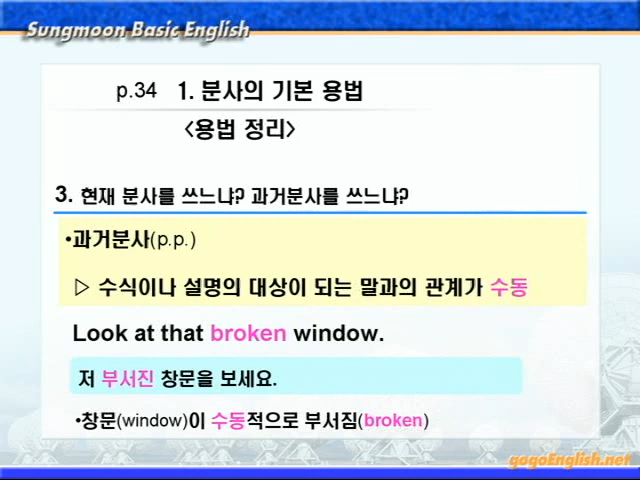 Sungmoon Basic English
p.34 1. 분사의 기본 용법
<용법 정리>
3. 현재 분사를 쓰느냐? 과거분사를 쓰느냐?
•과거분사(p.p.)
▷ 수식이나 설명의 대상이 되는 말과의 관계가 수동
Look at that broken window.
저 부서진 창문을 보세요.
•창문(window)이 수동적으로 부서짐(broken)
gogoEnglish.net